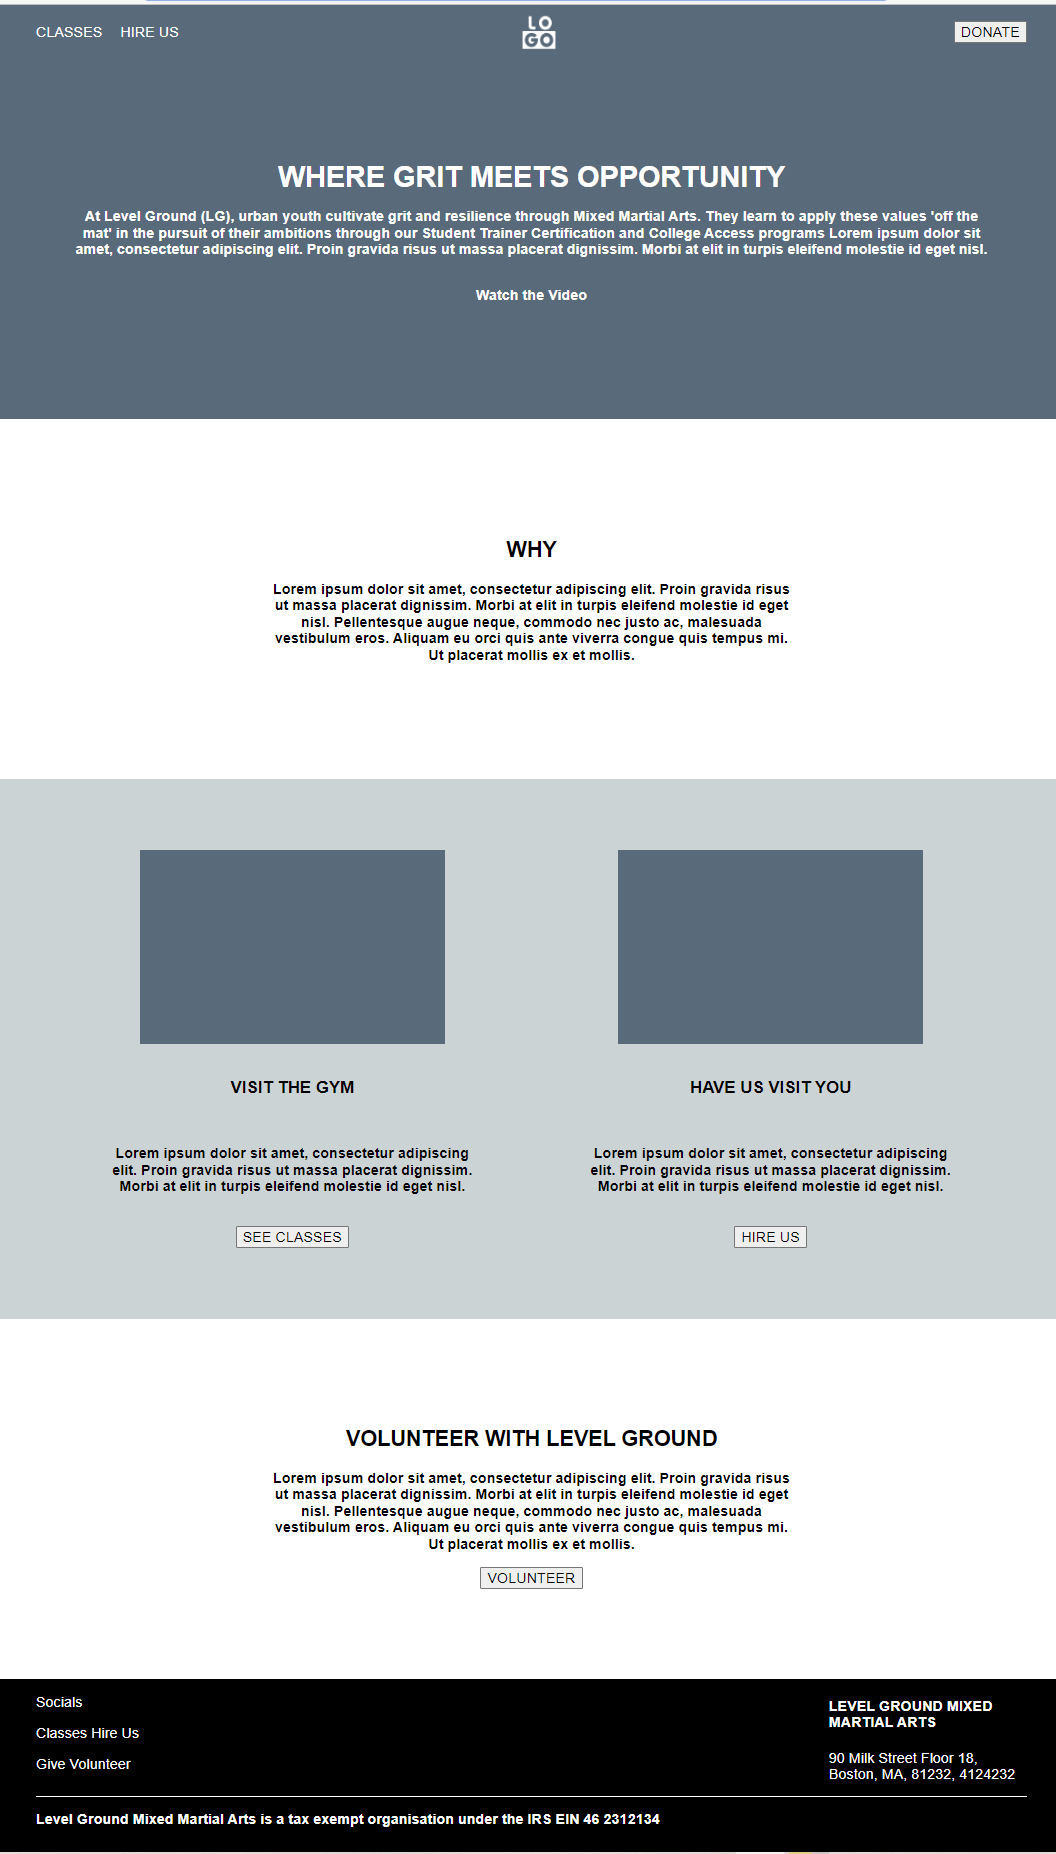 CLASSES HIRE US
LO
GO
DONATE
WHERE GRIT MEETS OPPORTUNITY
At Level Ground (LG), urban youth cultivate grit and resilience through Mixed Martial Arts. They learn to apply these values 'off the
mat' in the pursuit of their ambitions through our Student Trainer Certification and College Access programs Lorem ipsum dolor sit
amet, consectetur adipiscing elit. Proin gravida risus ut massa placerat dignissim. Morbi at elit in turpis eleifend molestie id eget nisl.
Watch the Video
WHY
Lorem ipsum dolor sit amet, consectetur adipiscing elit. Proin gravida risus
ut massa placerat dignissim. Morbi at elit in turpis eleifend molestie id eget
nisl. Pellentesque augue neque, commodo nec justo ac, malesuada
vestibulum eros. Aliquam eu orci quis ante viverra congue quis tempus mi.
Ut placerat mollis ex et mollis.
VISIT THE GYM
Lorem ipsum dolor sit amet, consectetur adipiscing
elit. Proin gravida risus ut massa placerat dignissim.
Morbi at elit in turpis eleifend molestie id eget nisl.
SEE CLASSES
HAVE US VISIT YOU
Lorem ipsum dolor sit amet, consectetur adipiscing
elit. Proin gravida risus ut massa placerat dignissim.
Morbi at elit in turpis eleifend molestie id eget nisl.
HIRE US
VOLUNTEER WITH LEVEL GROUND
Lorem ipsum dolor sit amet, consectetur adipiscing elit. Proin gravida risus
ut massa placerat dignissim. Morbi at elit in turpis eleifend molestie id eget
nisl. Pellentesque augue neque, commodo nec justo ac, malesuada
vestibulum eros. Aliquam eu orci quis ante viverra congue quis tempus mi.
Ut placerat mollis ex et mollis.
VOLUNTEER
Socials
Classes Hire Us
Give Volunteer
LEVEL GROUND MIXED
MARTIAL ARTS
90 Milk Street Floor 18,
Boston, MA, 81232, 4124232
Level Ground Mixed Martial Arts is a tax exempt organisation under the IRS EIN 46 2312134